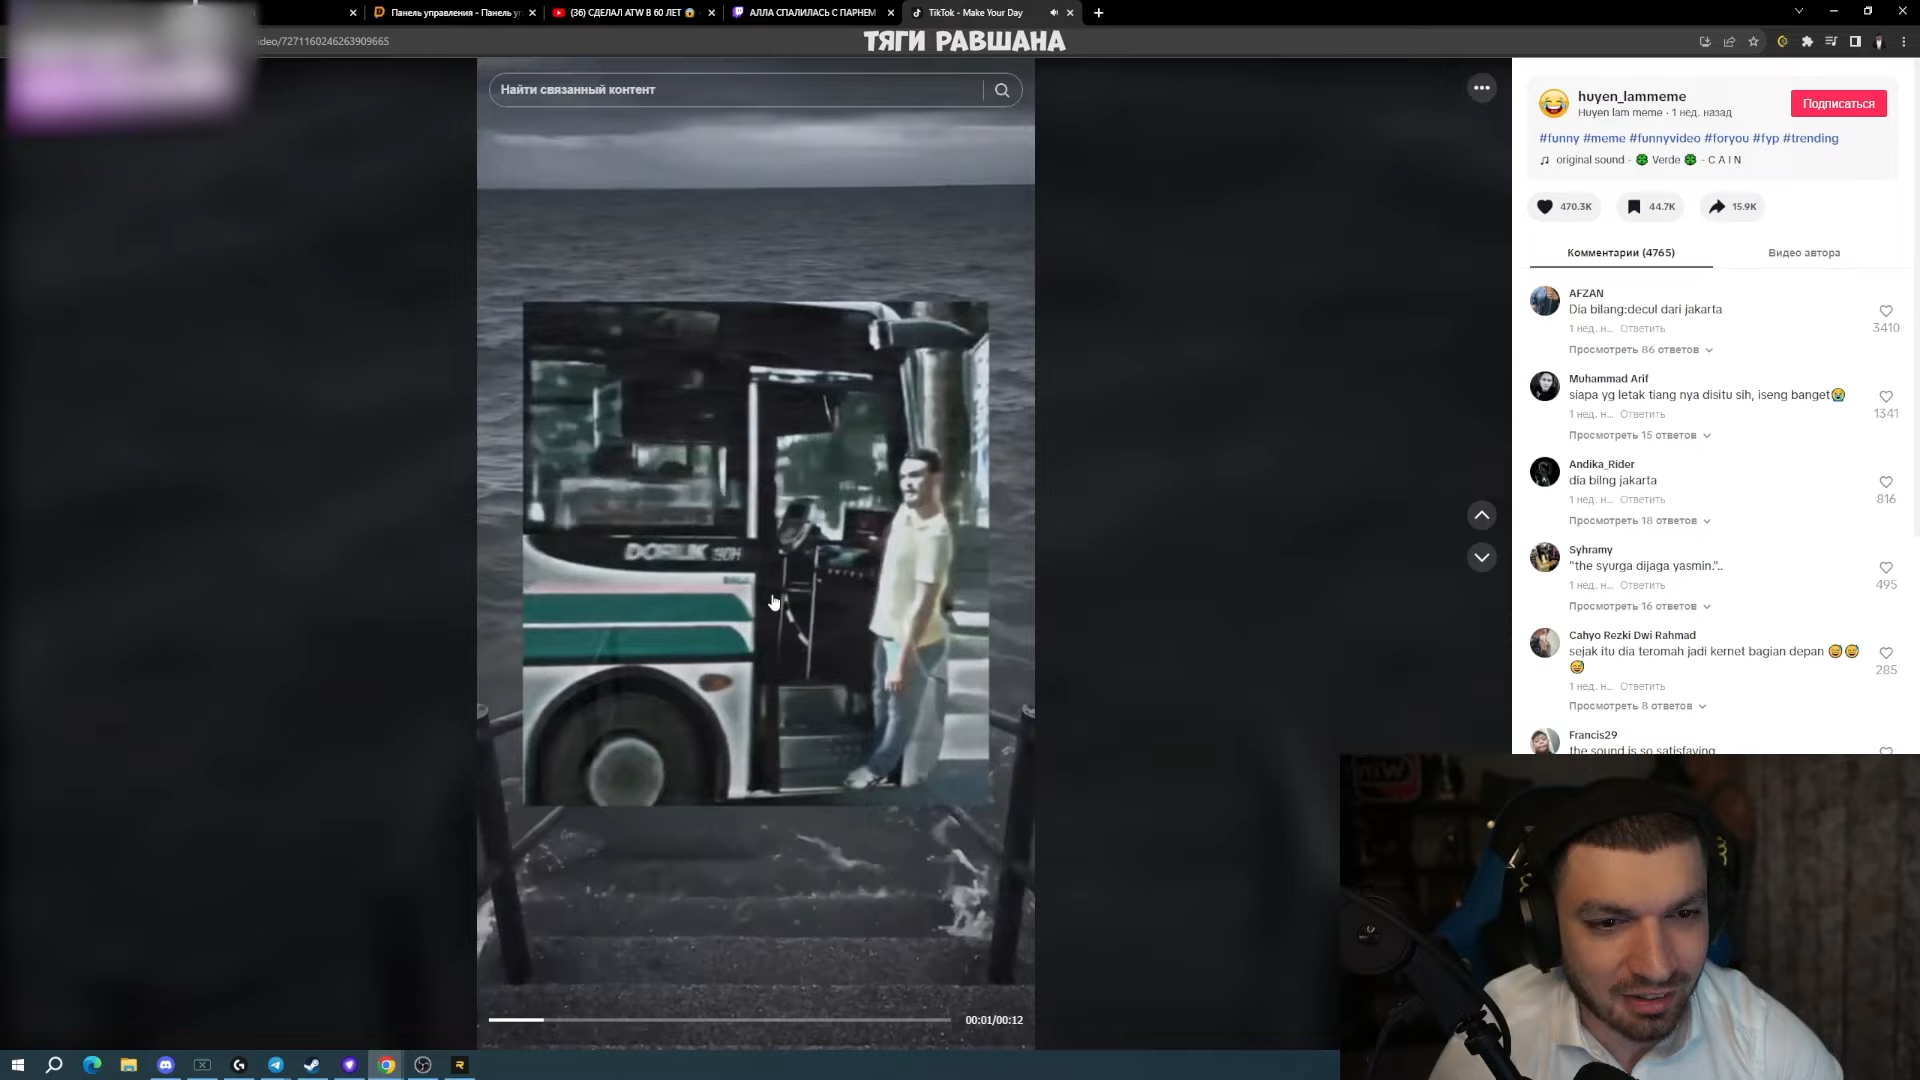 Панель управления - Панель у
(36) СДЕЛАЛ ATW В 60 ЛЕТ 😱
АЛЛА СПАЛИЛАСЬ С ПАРНЕМ
TikTok - Make Your Day
ideo/7271160246263909665
ТЯГИ РАВШАНА
Найти связанный контент
huyen_lammeme
Huyen lam meme · 1 нед. назад
Подписаться
#funny #meme #funnyvideo #foryou #fyp #trending
original sound - 🍀 Verde 🍀 - C A I N
470.3K
44.7K
15.9K
Комментарии (4765)
Видео автора
AFZAN
Dia bilang:decul dari jakarta
1 нед. н... Ответить
3410
Просмотреть 86 ответов
Muhammad Arif
siapa yg letak tiang nya disitu sih, iseng banget😭
1 нед. н... Ответить
1341
Просмотреть 15 ответов
Andika_Rider
dia bilng jakarta
1 нед. н... Ответить
816
Просмотреть 18 ответов
Syhramy
"the syurga dijaga yasmin."..
1 нед. н... Ответить
495
Просмотреть 16 ответов
Cahyo Rezki Dwi Rahmad
sejak itu dia teromah jadi kernet bagian depan 😅😅
😅
1 нед. н... Ответить
285
Просмотреть 8 ответов
Francis29
the sound is so satisfaying
00:01/00:12